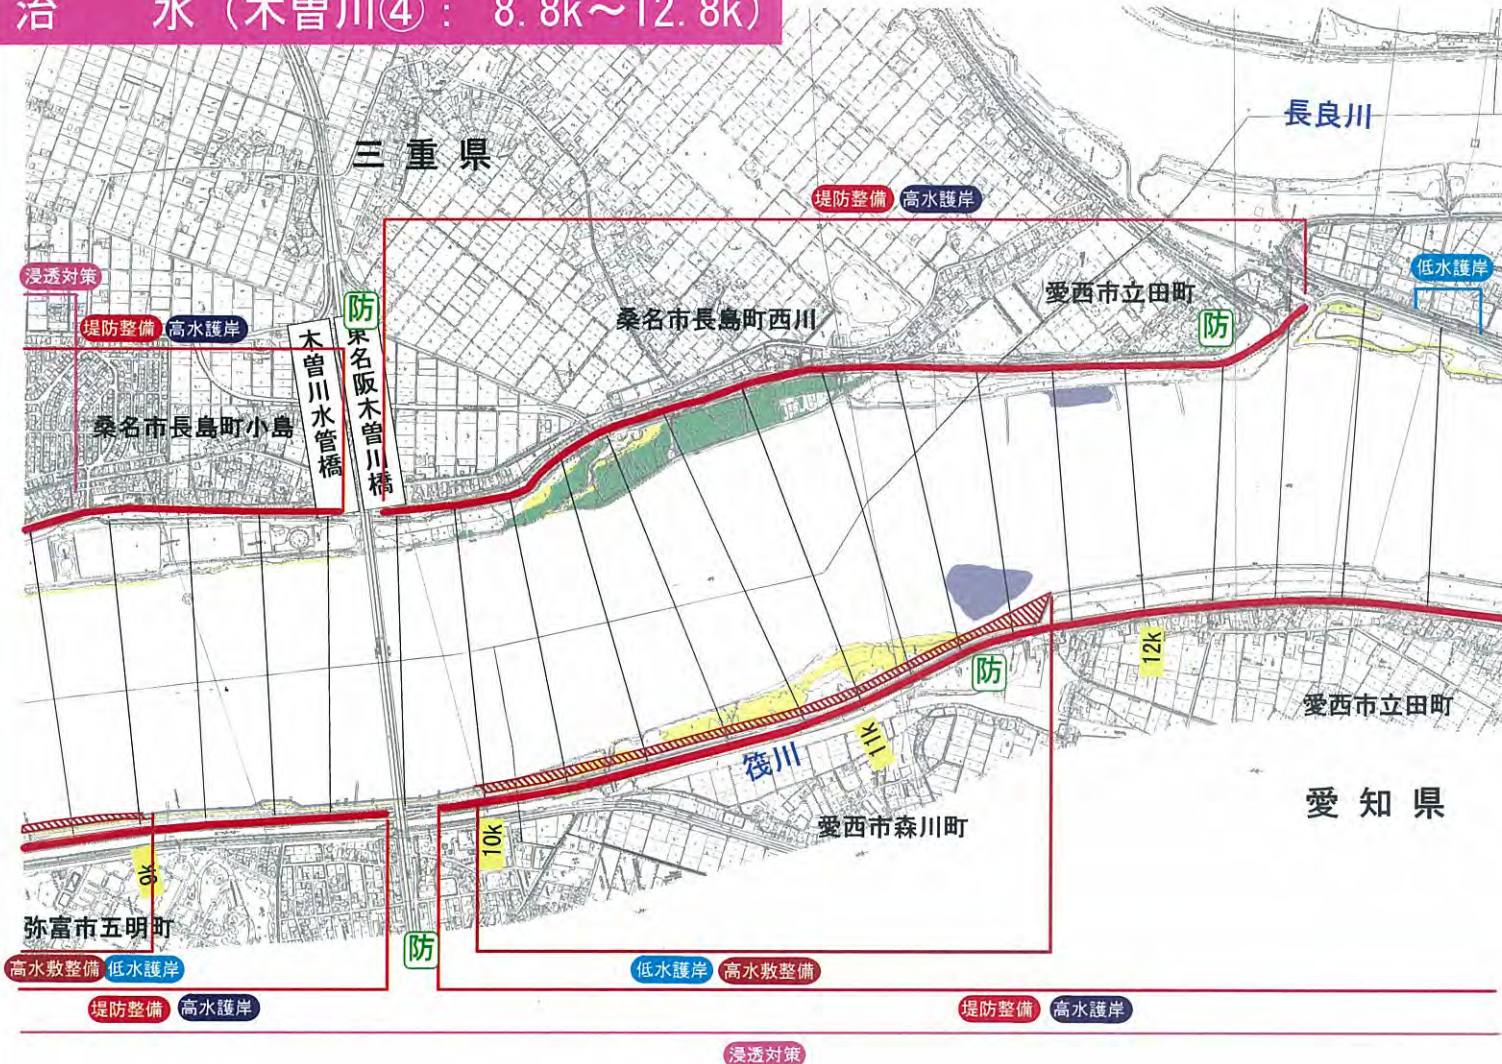 治 水（木曽川④： 8.8k～12.8k）
長良川
三重県
堤防整備 高水護岸
浸透対策
低水護岸
愛西市立田町
防
桑名市長島町西川
防
堤防整備 高水護岸
木曽川水管橋
東名阪木曽川橋
桑名市長島町小島
12k
防
愛西市立田町
11k
筏川
愛知県
10k
愛西市森川町
9k
弥富市五明町
防
高水敷整備 低水護岸
低水護岸 高水敷整備
堤防整備 高水護岸
堤防整備 高水護岸
浸透対策